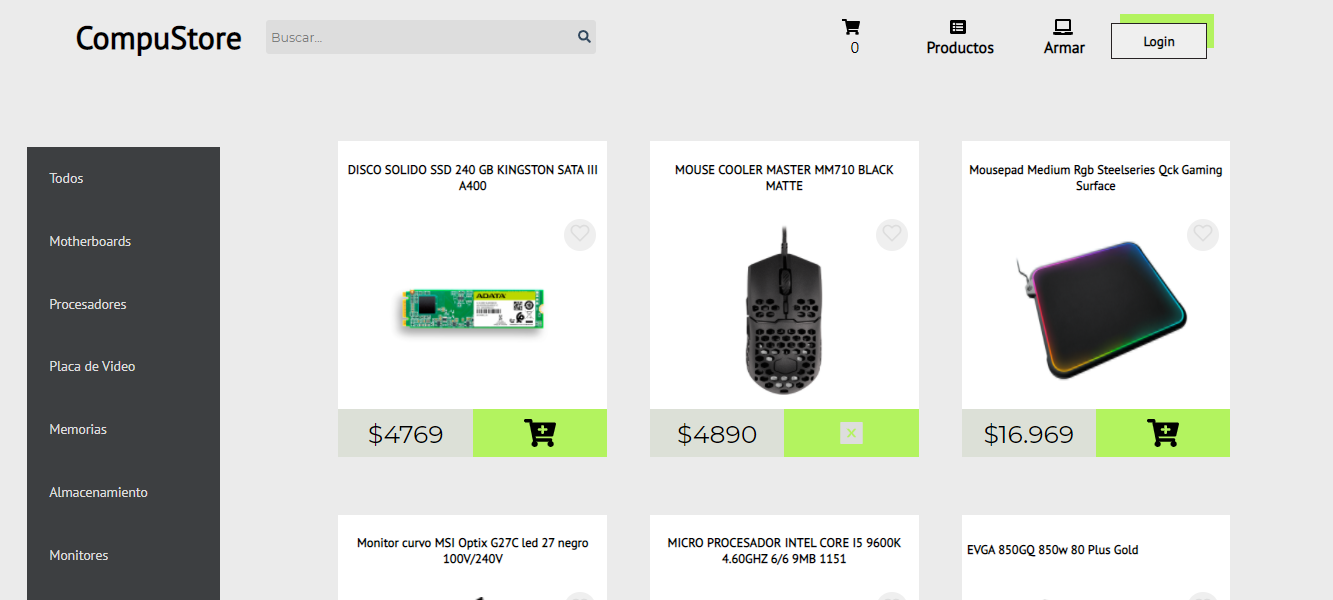 CompuStore
Buscar...
0
Productos
Armar
Login
Todos
Motherboards
Procesadores
Placa de Video
Memorias
Almacenamiento
Monitores
DISCO SOLIDO SSD 240 GB KINGSTON SATA III
A400
ADATA
$4769
MOUSE COOLER MASTER MM710 BLACK
MATTE
$4890
x
Mousepad Medium Rgb Steelseries Qck Gaming
Surface
$16.969
Monitor curvo MSI Optix G27C led 27 negro
100V/240V
MICRO PROCESADOR INTEL CORE I5 9600K
4.60GHZ 6/6 9MB 1151
EVGA 850GQ 850w 80 Plus Gold